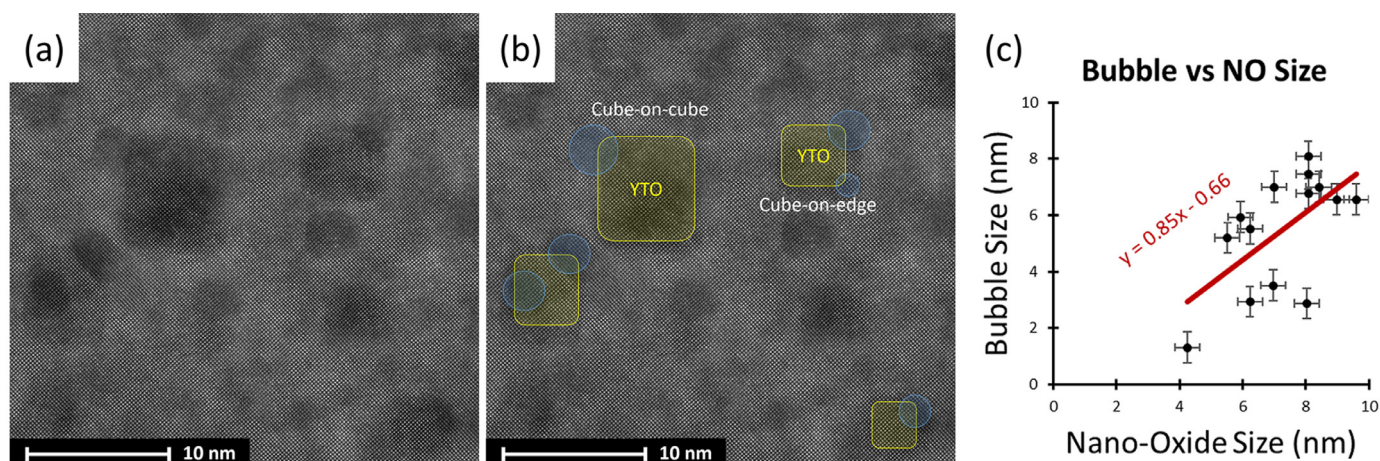 (a)
10 nm
(b)
Cube-on-cube
YTO
YTO
Cube-on-edge
10 nm
(c)
Bubble vs NO Size
Bubble Size (nm)
10
8
6
4
2
0
y = 0.85x - 0.66
0 2 4 6 8 10
Nano-Oxide Size (nm)